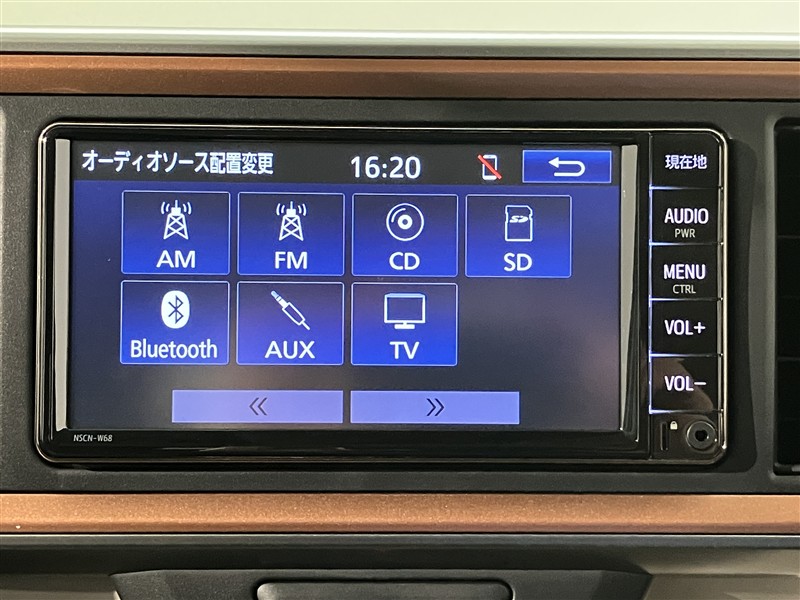 オーディオソース配置変更
16:20
現在地
AM
FM
CD
SD
AUDIO
PWR
MENU
CTRL
Bluetooth
AUX
TV
VOL+
VOL−
«
»
NSCN-W68